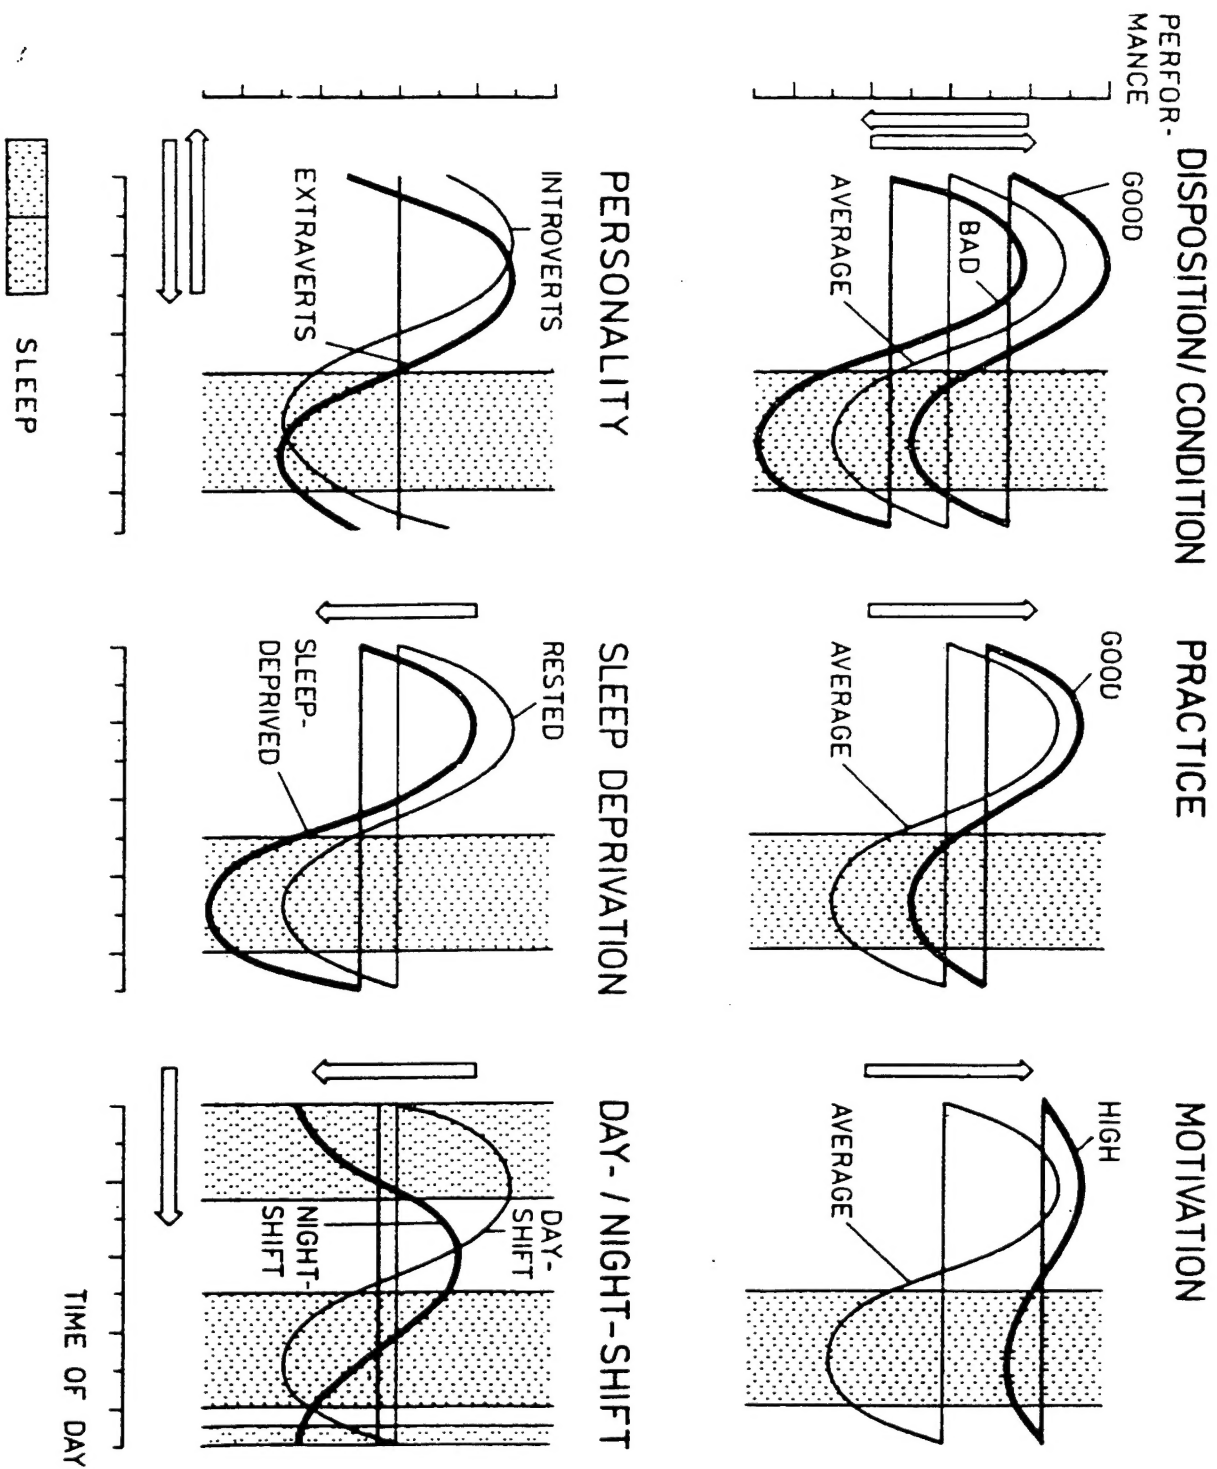 PERFOR-
MANCE
DISPOSITION/CONDITION
GOOD
BAD
AVERAGE
PRACTICE
GOOD
AVERAGE
MOTIVATION
HIGH
AVERAGE
PERSONALITY
INTROVERTS
EXTRAVERTS
SLEEP DEPRIVATION
RESTED
SLEEP-
DEPRIVED
DAY-/NIGHT-SHIFT
DAY-
SHIFT
NIGHT-
SHIFT
TIME OF DAY
SLEEP